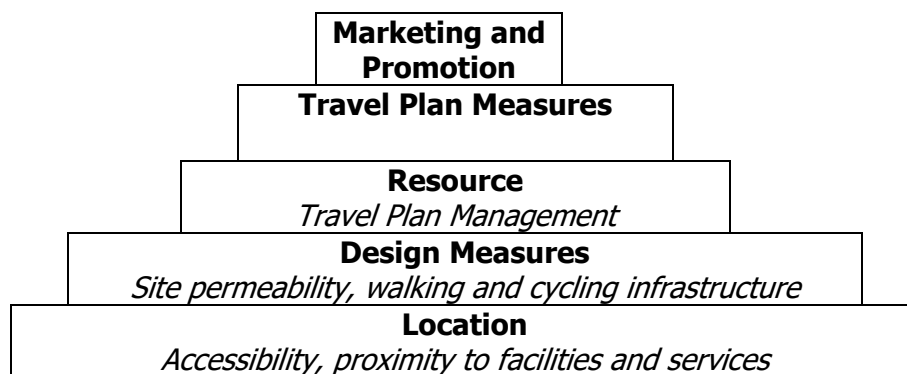 Marketing and
Promotion
Travel Plan Measures
Resource
Travel Plan Management
Design Measures
Site permeability, walking and cycling infrastructure
Location
Accessibility, proximity to facilities and services